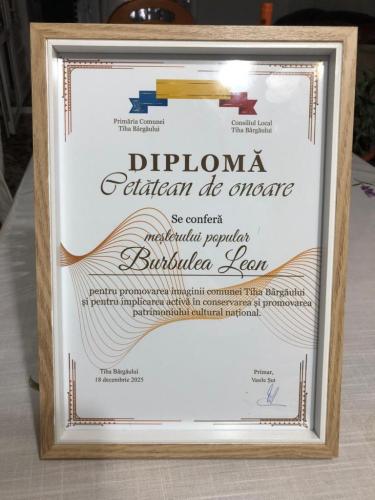 Primăria Comunei Consiliul Local
Tiha Bârgăului Tiha Bârgăului
DIPLOMĂ
Cetățean de onoare
Se conferă
meșterului popular
Burbulea Leon
pentru promovarea imaginii comunei Tiha Bârgăului
și pentru implicarea activă în conservarea și promovarea
patrimoniului cultural național.
Tiha Bârgăului Primar,
18 decembrie 2025 Vasile Șut